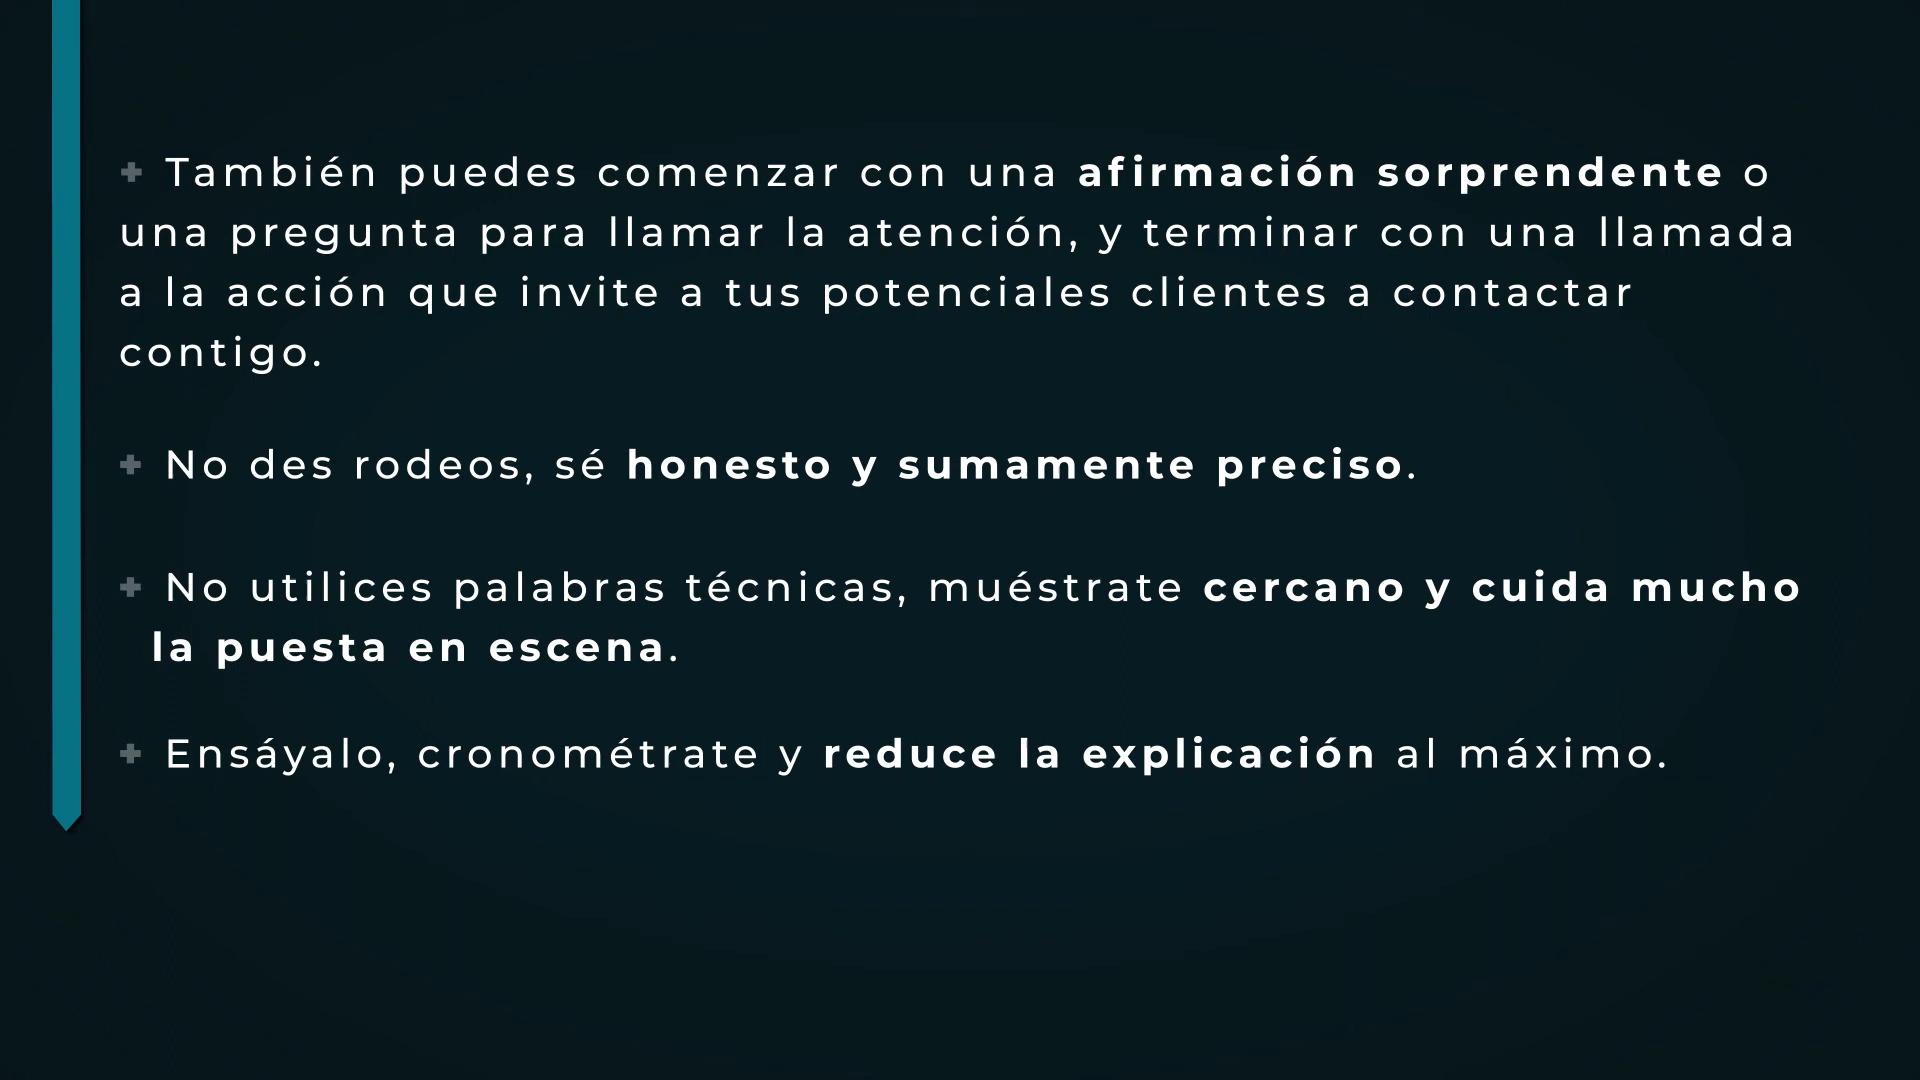 + También puedes comenzar con una afirmación sorprendente o
una pregunta para llamar la atención, y terminar con una llamada
a la acción que invite a tus potenciales clientes a contactar
contigo.
+ No des rodeos, sé honesto y sumamente preciso.
+ No utilices palabras técnicas, muéstrate cercano y cuida mucho
la puesta en escena.
+ Ensáyalo, cronométrate y reduce la explicación al máximo.